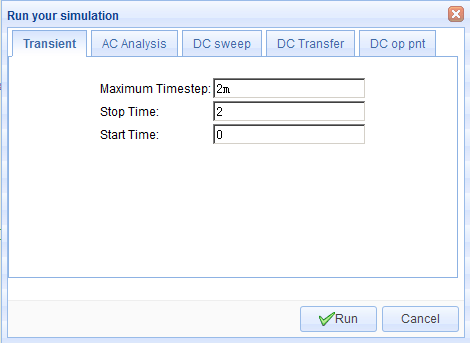 Run your simulation
Transient AC Analysis DC sweep DC Transfer DC op pnt
Maximum Timestep: 2m
Stop Time: 2
Start Time: 0
Run Cancel